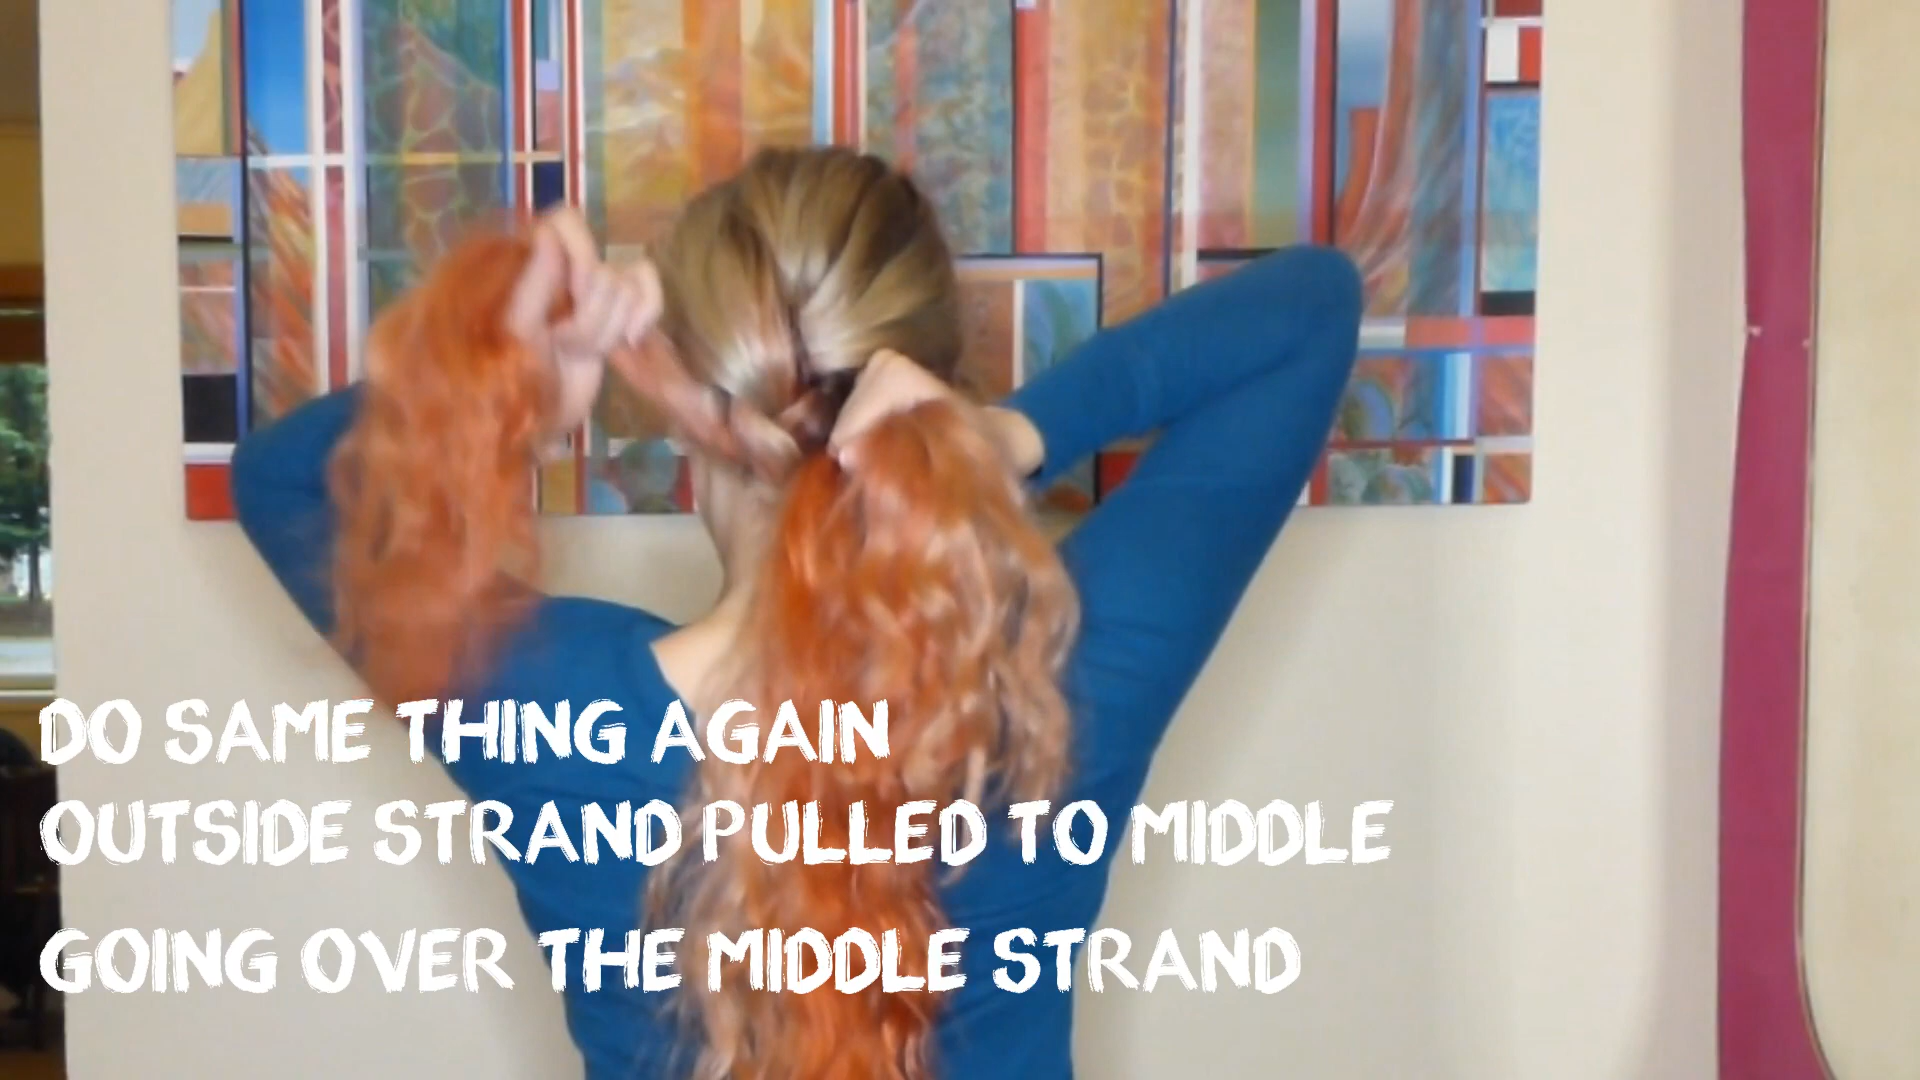 DO SAME THING AGAIN
OUTSIDE STRAND PULLED TO MIDDLE
GOING OVER THE MIDDLE STRAND